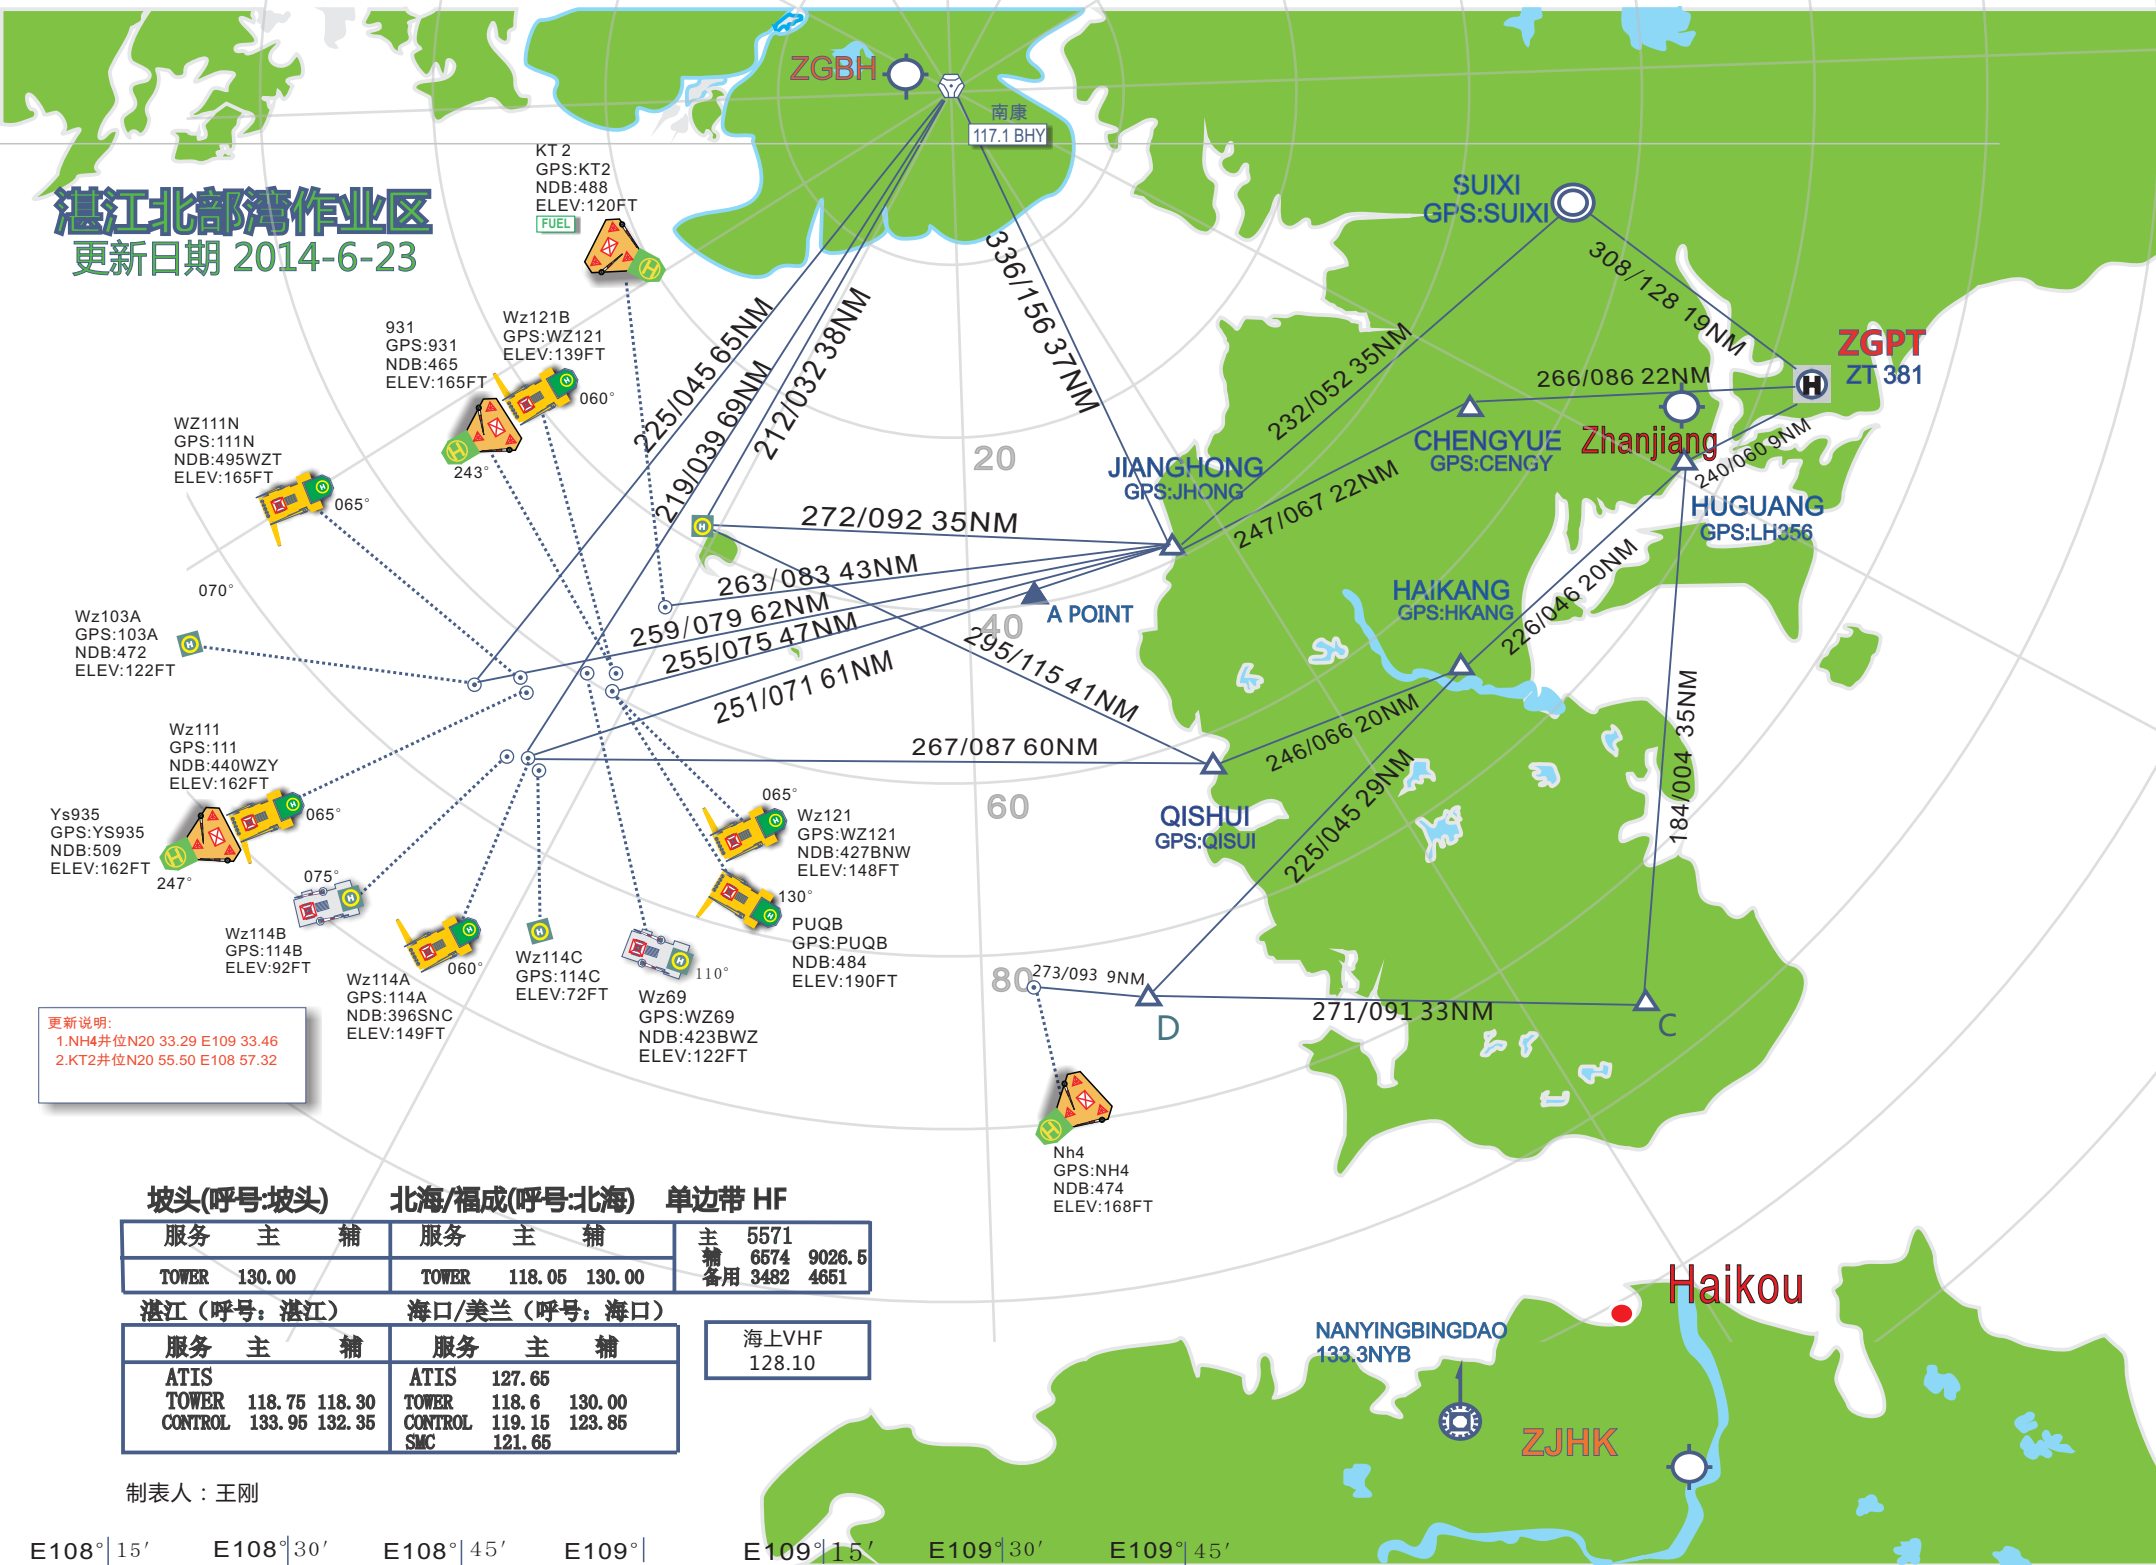 湛江北部湾作业区
更新日期 2014-6-23
ZGBH
南康
117.1 BHY
KT 2
GPS:KT2
NDB:488
ELEV:120FT
FUEL
931
GPS:931
NDB:465
ELEV:165FT
243°
Wz121B
GPS:WZ121
ELEV:139FT
060°
WZ111N
GPS:111N
NDB:495WZT
ELEV:165FT
065°
070°
Wz103A
GPS:103A
NDB:472
ELEV:122FT
Wz111
GPS:111
NDB:440WZY
ELEV:162FT
065°
Ys935
GPS:YS935
NDB:509
ELEV:162FT
247°
075°
Wz114B
GPS:114B
ELEV:92FT
Wz114A
GPS:114A
NDB:396SNC
ELEV:149FT
060°
Wz114C
GPS:114C
ELEV:72FT
Wz69
GPS:WZ69
NDB:423BWZ
ELEV:122FT
110°
065°
Wz121
GPS:WZ121
NDB:427BNW
ELEV:148FT
130°
PUQB
GPS:PUQB
NDB:484
ELEV:190FT
225/045 65NM
219/039 69NM
212/032 38NM
336/156 37NM
272/092 35NM
263/083 43NM
259/079 62NM
255/075 47NM
251/071 61NM
295/115 41NM
267/087 60NM
20
40
60
80
A POINT
SUIXI
GPS:SUIXI
308/128 19NM
ZGPT
ZT 381
266/086 22NM
232/052 35NM
CHENGYUE
GPS:CENGY
Zhanjiang
240/060 9NM
JIANGHONG
GPS:JHONG
247/067 22NM
HUGUANG
GPS:LH356
HAIKANG
GPS:HKANG
226/046 20NM
246/066 20NM
184/004 35NM
225/045 29NM
QISHUI
GPS:QISUI
273/093 9NM
271/091 33NM
D
C
Nh4
GPS:NH4
NDB:474
ELEV:168FT
更新说明:
1.NH4井位N20 33.29 E109 33.46
2.KT2井位N20 55.50 E108 57.32
坡头(呼号:坡头) 北海/福成(呼号:北海) 单边带 HF
服务 主 辅 服务 主 辅
TOWER 130.00 TOWER 118.05 130.00
主 5571
辅 6574 9026.5
备用 3482 4651
湛江（呼号：湛江） 海口/美兰（呼号：海口）
服务 主 辅 服务 主 辅
ATIS ATIS 127.65
TOWER 118.75 118.30 TOWER 118.6 130.00
CONTROL 133.95 132.35 CONTROL 119.15 123.85
SMC 121.65
海上VHF
128.10
制表人：王刚
Haikou
NANYINGBINGDAO
133.3NYB
ZJHK
E108° 15′ E108° 30′ E108° 45′ E109° E109° 15′ E109° 30′ E109° 45′